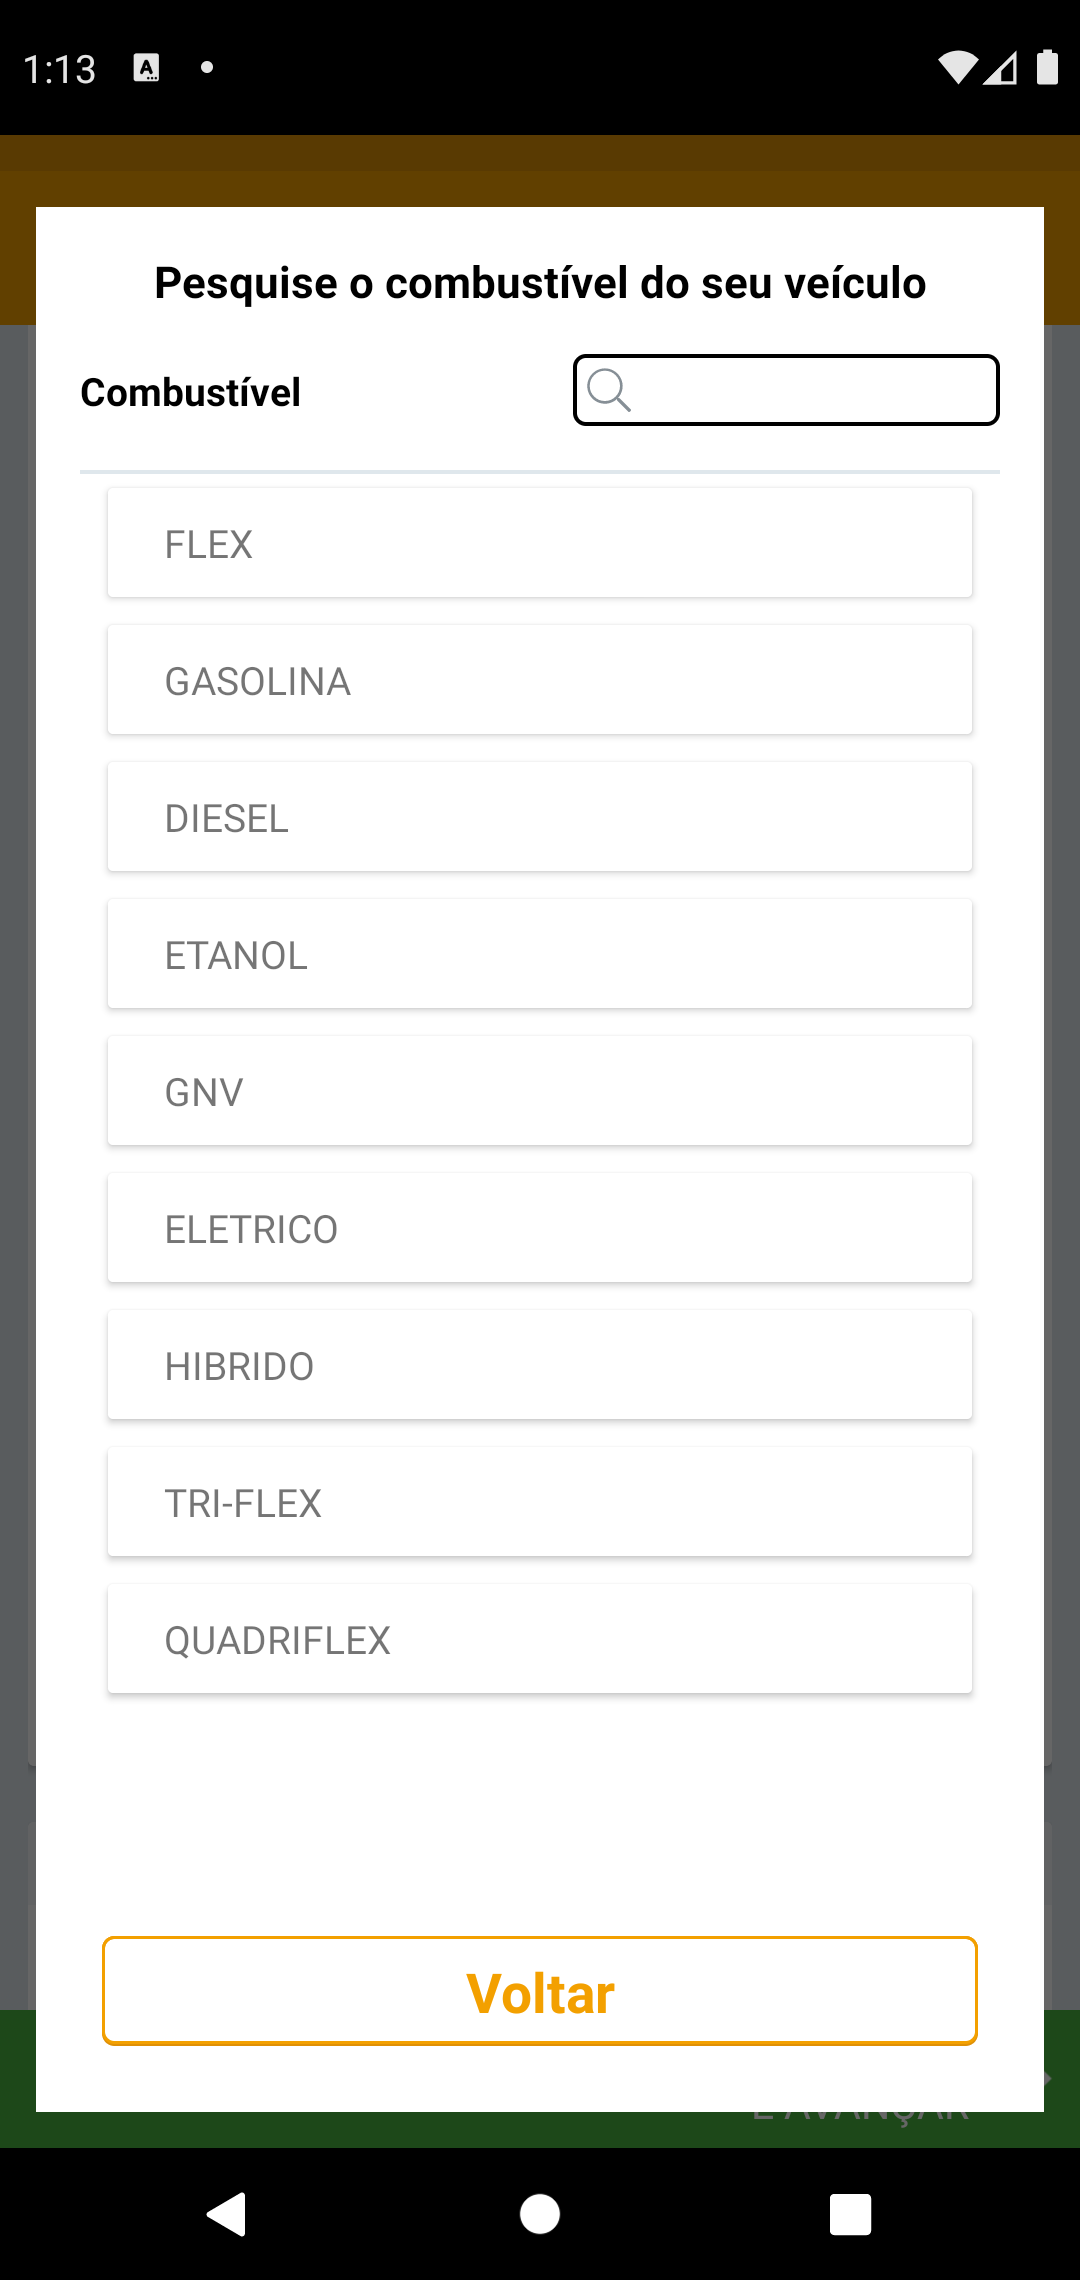 1:13
Pesquise o combustível do seu veículo
Combustível
FLEX
GASOLINA
DIESEL
ETANOL
GNV
ELETRICO
HIBRIDO
TRI-FLEX
QUADRIFLEX
Voltar
E AVANÇAR